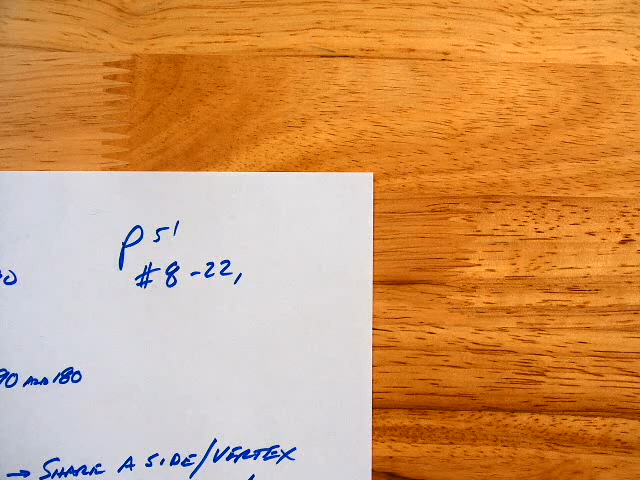 P 51
#8-22,
90 AND 180
→ SHARE A SIDE/VERTEX